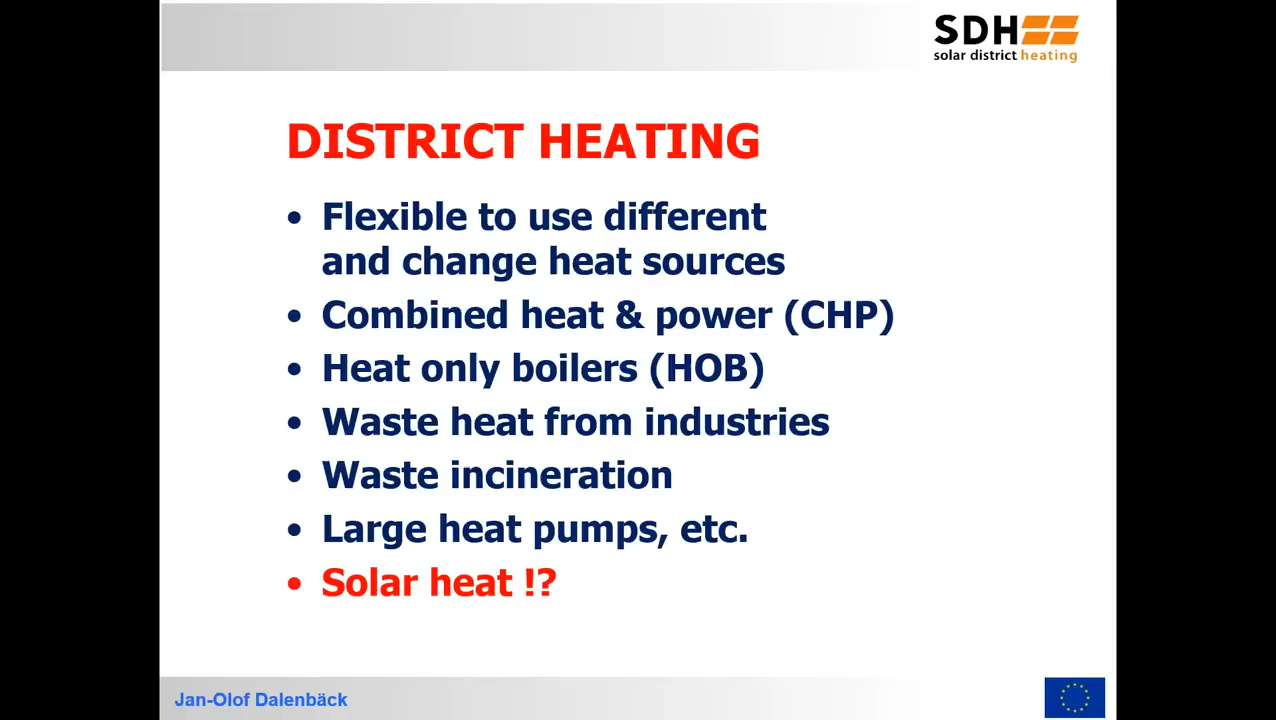 SDH
solar district heating
DISTRICT HEATING
• Flexible to use different
and change heat sources
• Combined heat & power (CHP)
• Heat only boilers (HOB)
• Waste heat from industries
• Waste incineration
• Large heat pumps, etc.
• Solar heat !?
Jan-Olof Dalenbäck